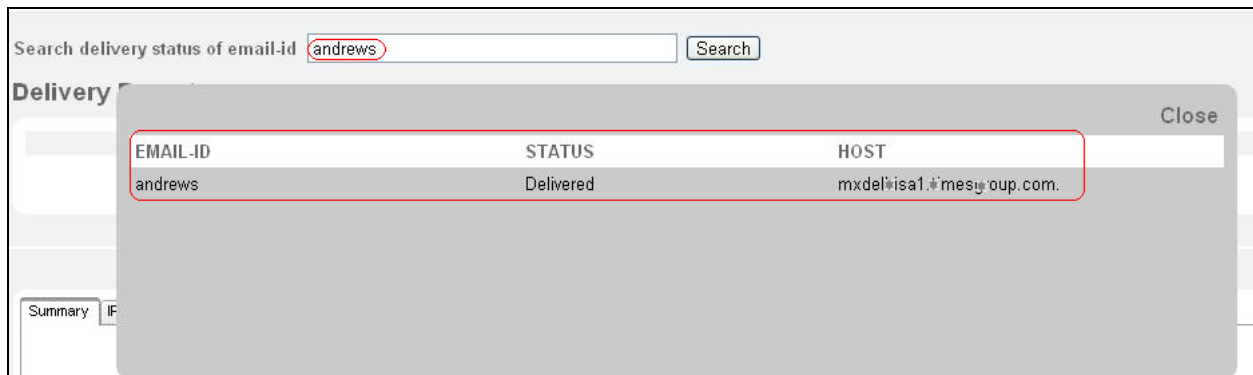 Search delivery status of email-id andrews Search
Delivery
Close
EMAIL-ID STATUS HOST
andrews Delivered
Summary